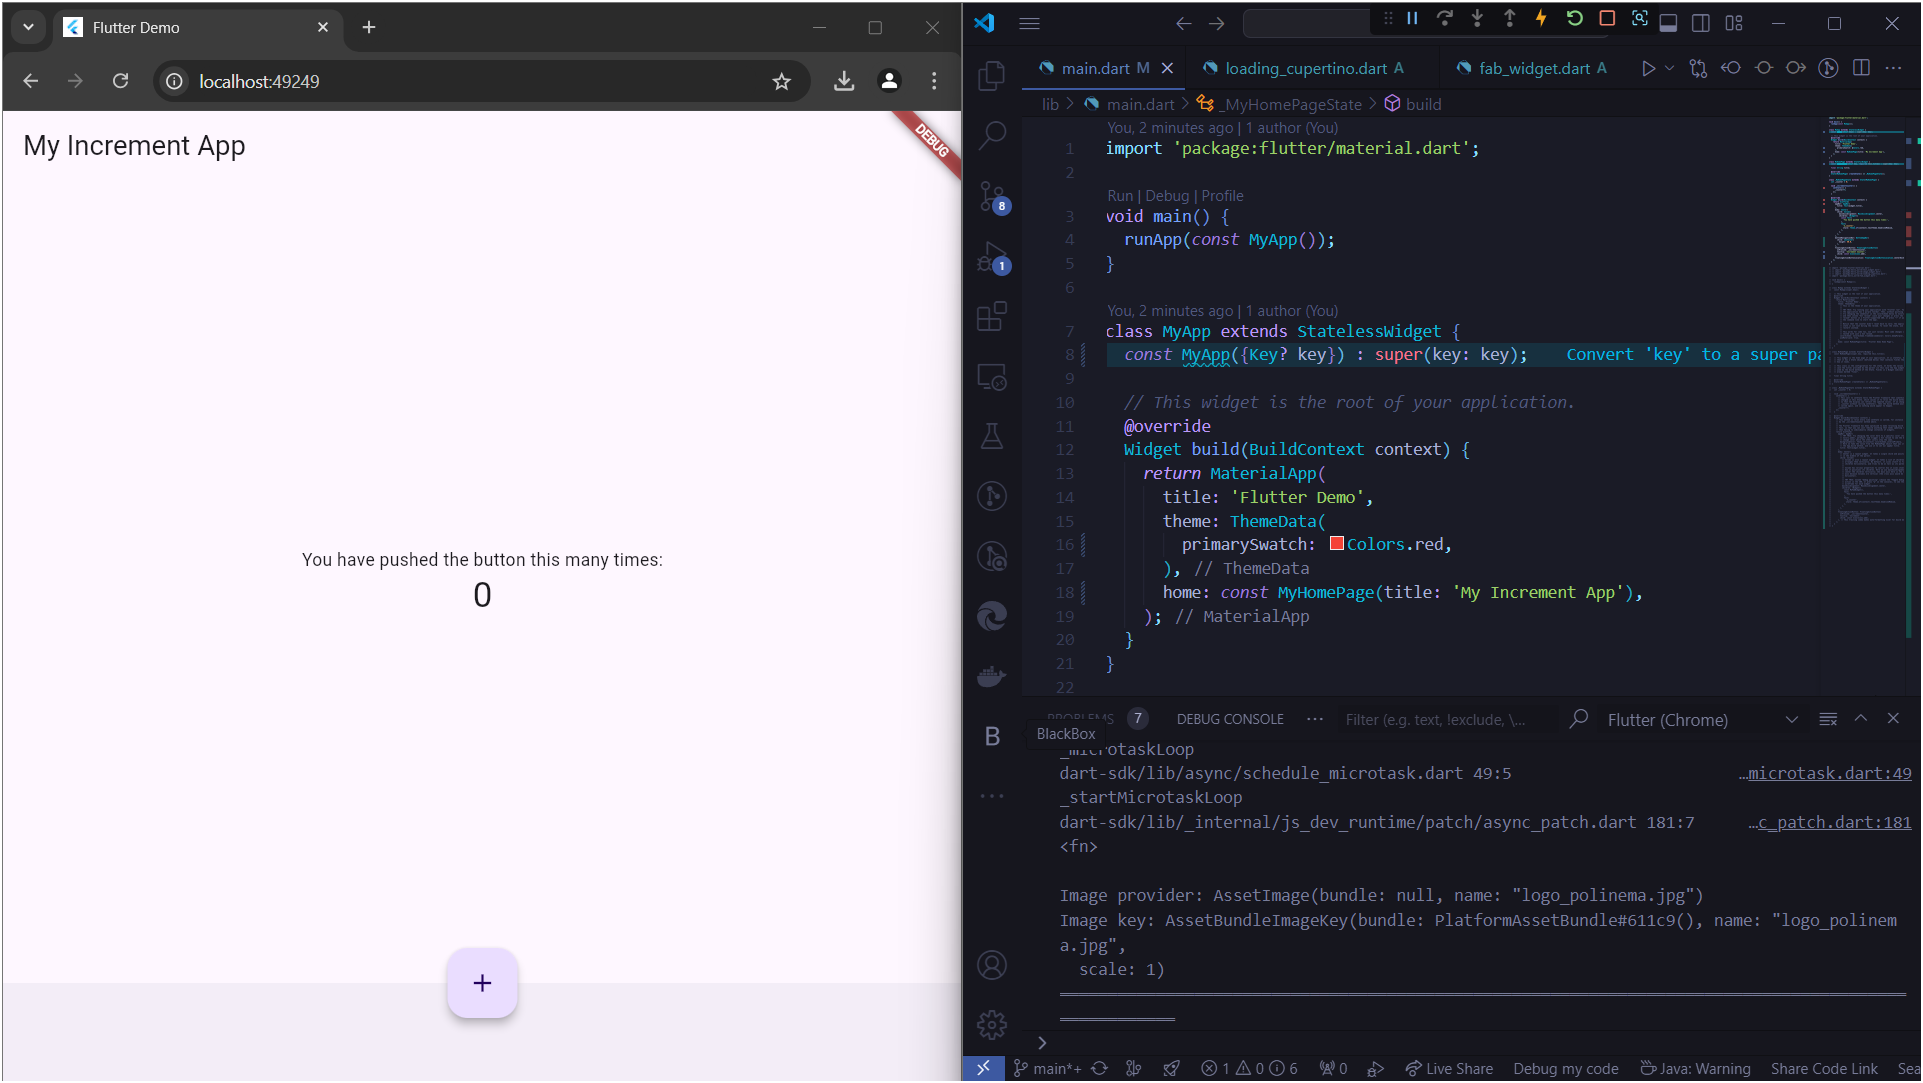 Flutter Demo
localhost:49249
My Increment App
DEBUG
You have pushed the button this many times:
0
+
main.dart M
loading_cupertino.dart A
fab_widget.dart A
lib > main.dart > _MyHomePageState > build
You, 2 minutes ago | 1 author (You)
1 import 'package:flutter/material.dart';
2
Run | Debug | Profile
3 void main() {
4 runApp(const MyApp());
5 }
6
You, 2 minutes ago | 1 author (You)
7 class MyApp extends StatelessWidget {
8 const MyApp({Key? key}) : super(key: key); Convert 'key' to a super pa
9
10 // This widget is the root of your application.
11 @override
12 Widget build(BuildContext context) {
13 return MaterialApp(
14 title: 'Flutter Demo',
15 theme: ThemeData(
16 primarySwatch: Colors.red,
17 ), // ThemeData
18 home: const MyHomePage(title: 'My Increment App'),
19 ); // MaterialApp
20 }
21 }
22
8
1
B
PROBLEMS 7 DEBUG CONSOLE ··· Filter (e.g. text, !exclude, \... Flutter (Chrome)
BlackBox
_microtaskLoop
dart-sdk/lib/async/schedule_microtask.dart 49:5 …microtask.dart:49
_startMicrotaskLoop
dart-sdk/lib/_internal/js_dev_runtime/patch/async_patch.dart 181:7 …c_patch.dart:181
<fn>
Image provider: AssetImage(bundle: null, name: "logo_polinema.jpg")
Image key: AssetBundleImageKey(bundle: PlatformAssetBundle#611c9(), name: "logo_polinem
a.jpg",
scale: 1)
>
main*+ 1 0 6 0 Live Share Debug my code Java: Warning Share Code Link Sea